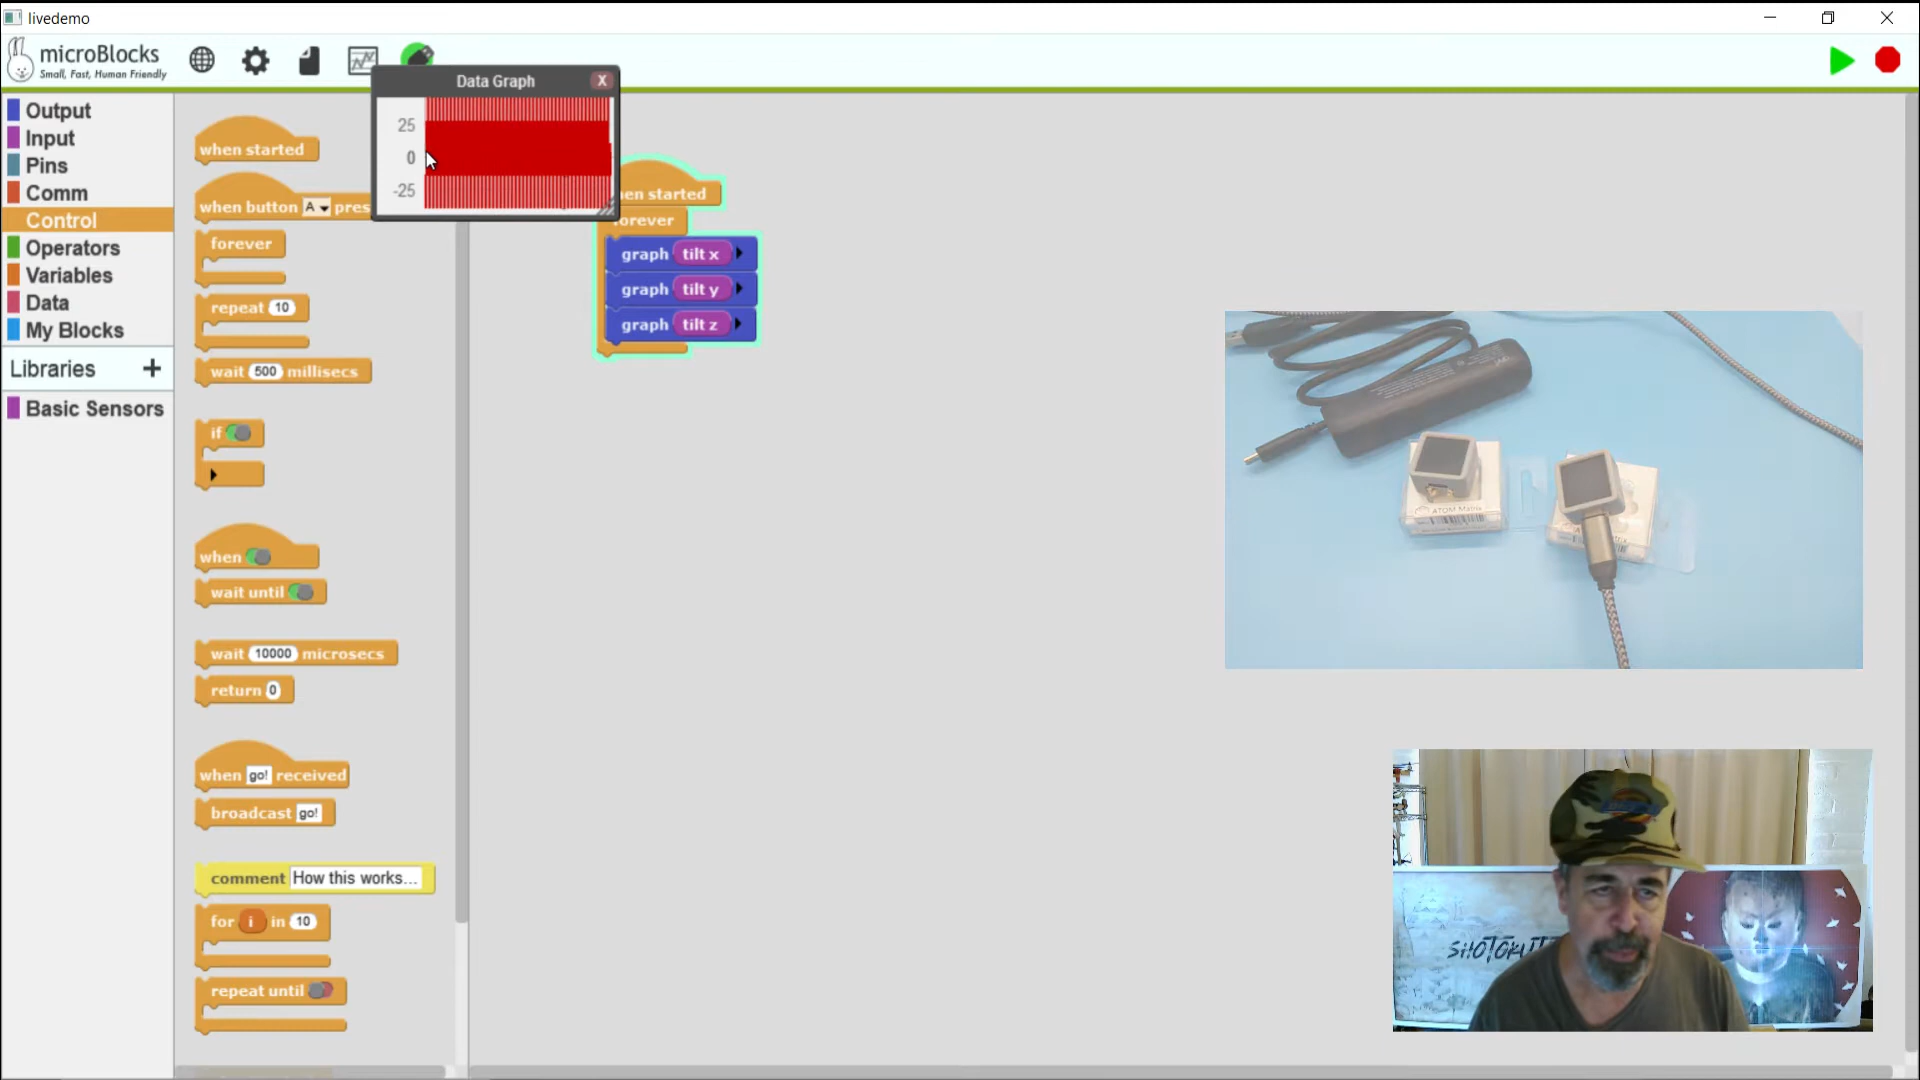 livedemo
microBlocks
Small, Fast, Human Friendly
Output
Input
Pins
Comm
Control
Operators
Variables
Data
My Blocks
Libraries +
Basic Sensors
when started
when button A pres
forever
repeat 10
wait 500 millisecs
if
when
wait until
wait 10000 microsecs
return 0
when go! received
broadcast go!
comment How this works...
for i in 10
repeat until
Data Graph X
25
0
-25
en started
forever
graph tilt x
graph tilt y
graph tilt z
ATOM Matrix